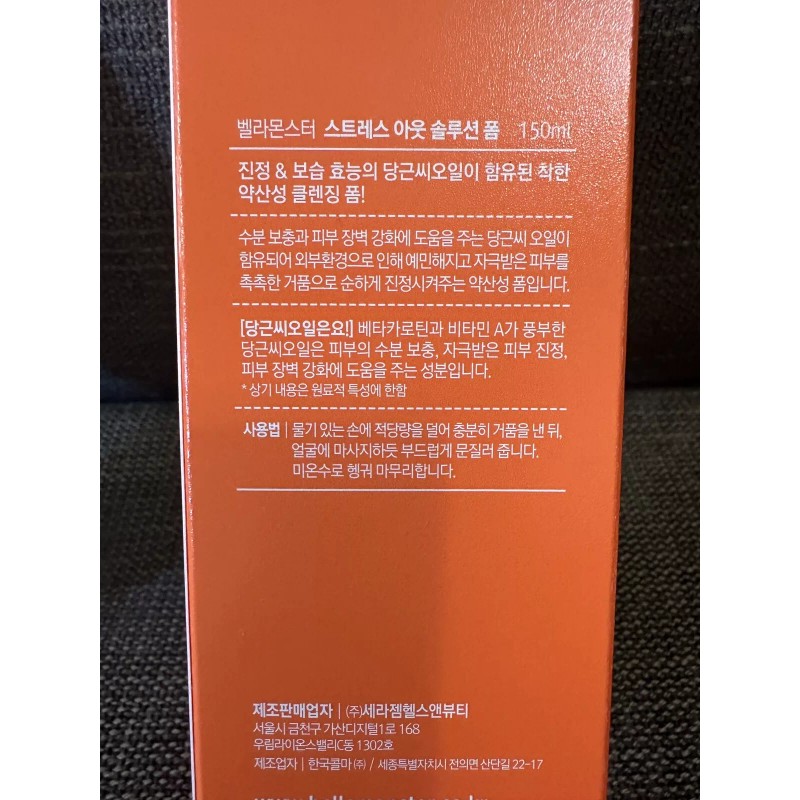 벨라몬스터 스트레스 아웃 솔루션 폼 150ml
진정 & 보습 효능의 당근씨오일이 함유된 착한
약산성 클렌징 폼!
수분 보충과 피부 장벽 강화에 도움을 주는 당근씨 오일이
함유되어 외부환경으로 인해 예민해지고 자극받은 피부를
촉촉한 거품으로 순하게 진정시켜주는 약산성 폼입니다.
[당근씨오일은요!] 베타카로틴과 비타민 A가 풍부한
당근씨오일은 피부의 수분 보충, 자극받은 피부 진정,
피부 장벽 강화에 도움을 주는 성분입니다.
* 상기 내용은 원료적 특성에 한함
사용법 | 물기 있는 손에 적당량을 덜어 충분히 거품을 낸 뒤,
얼굴에 마사지하듯 부드럽게 문질러 줍니다.
미온수로 헹궈 마무리합니다.
제조판매업자 | (주)세라젬헬스앤뷰티
서울시 금천구 가산디지털1로 168
우림라이온스밸리C동 1302호
제조업자 | 한국콜마(주) / 세종특별자치시 전의면 산단길 22-17